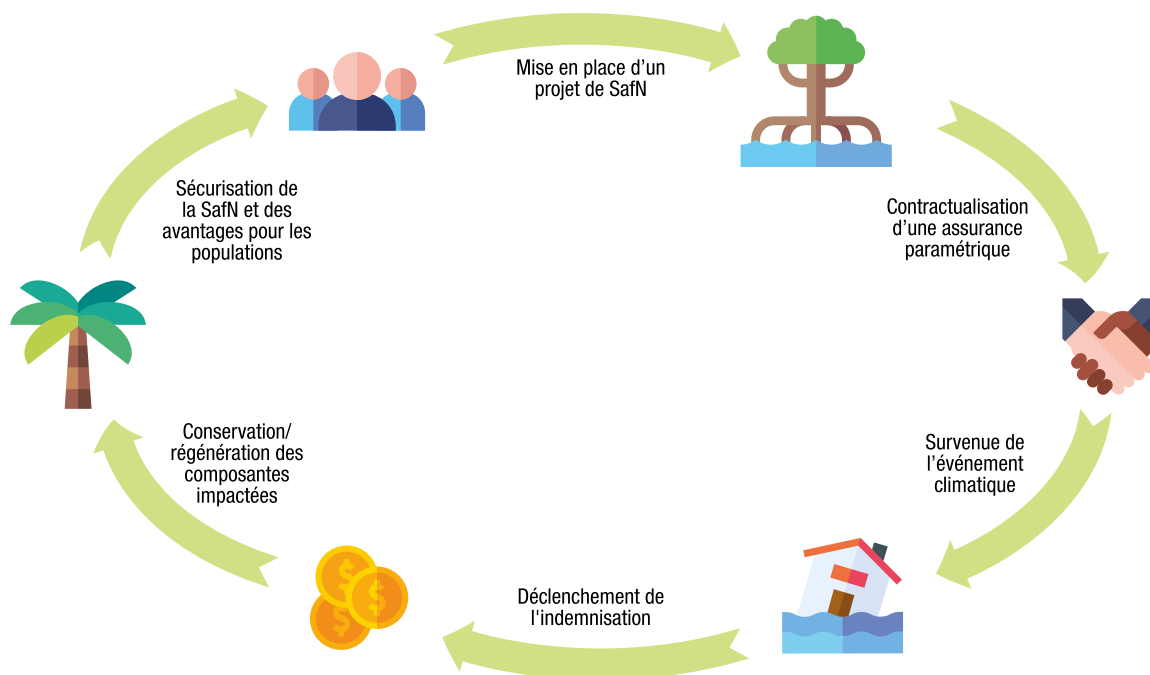 Mise en place d’un
projet de SafN
Contractualisation
d’une assurance
paramétrique
Survenue de
l’événement
climatique
Déclenchement de
l'indemnisation
Conservation/
régénération des
composantes
impactées
Sécurisation de
la SafN et des
avantages pour les
populations